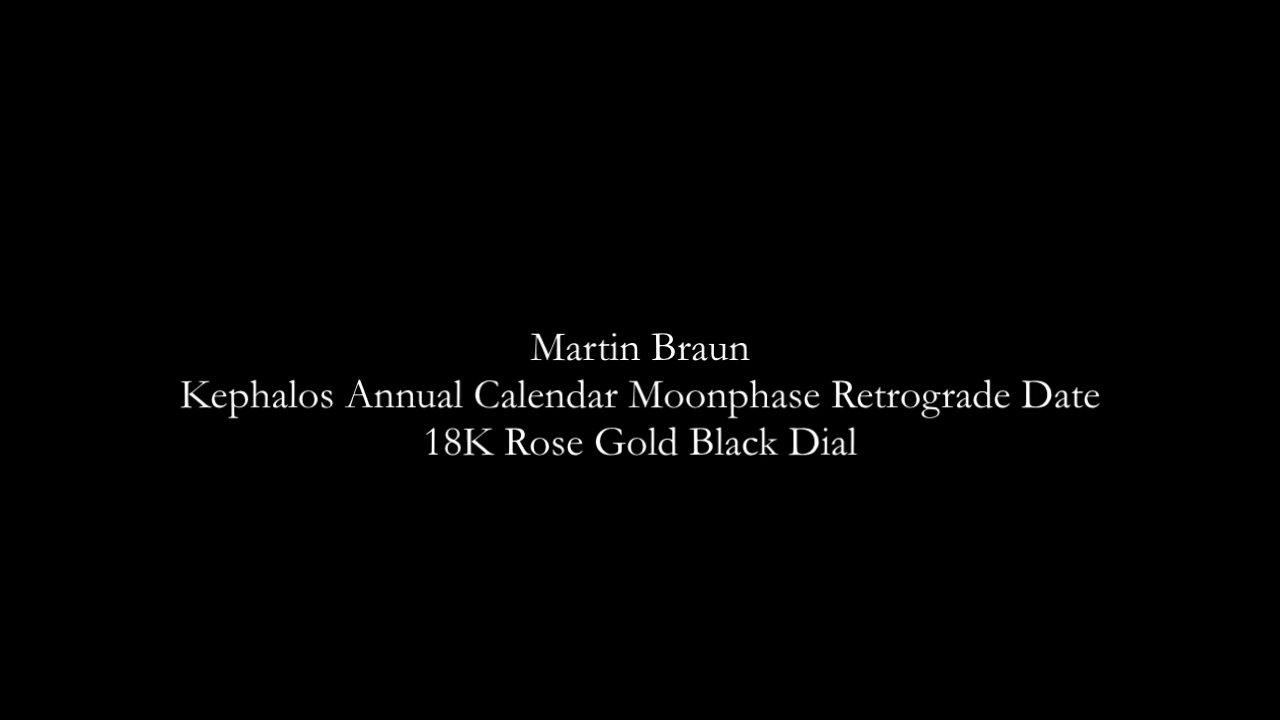 Martin Braun
Kephalos Annual Calendar Moonphase Retrograde Date
18K Rose Gold Black Dial